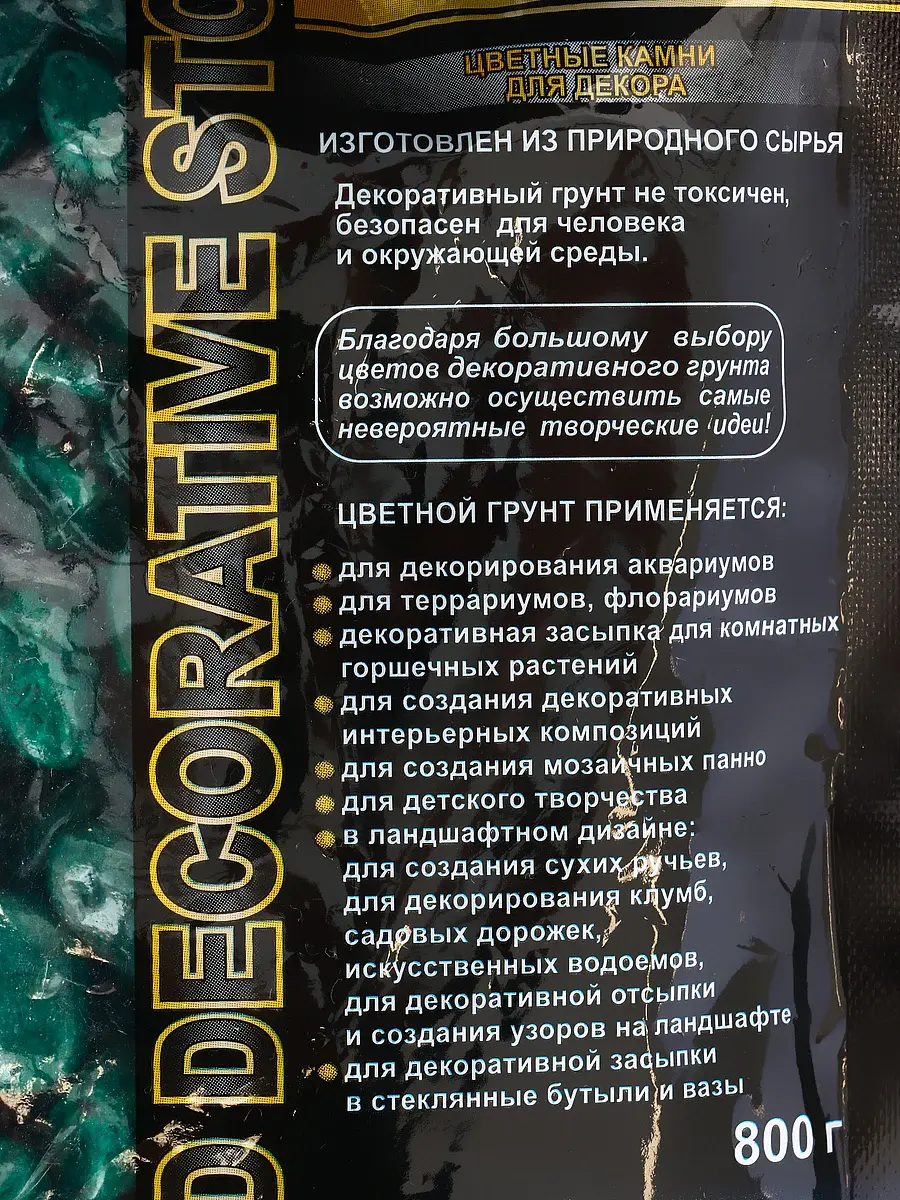 ЦВЕТНЫЕ КАМНИ
ДЛЯ ДЕКОРА
ИЗГОТОВЛЕН ИЗ ПРИРОДНОГО СЫРЬЯ
Декоративный грунт не токсичен,
безопасен для человека
и окружающей среды.
Благодаря большому выбору
цветов декоративного грунта
возможно осуществить самые
невероятные творческие идеи!
ЦВЕТНОЙ ГРУНТ ПРИМЕНЯЕТСЯ:
для декорирования аквариумов
для террариумов, флорариумов
декоративная засыпка для комнатных
горшечных растений
для создания декоративных
интерьерных композиций
для создания мозаичных панно
для детского творчества
в ландшафтном дизайне:
для создания сухих ручьев,
для декорирования клумб,
садовых дорожек,
искусственных водоемов,
для декоративной отсыпки
и создания узоров на ландшафте
для декоративной засыпки
в стеклянные бутыли и вазы
800 г
D DECORATIVE STO